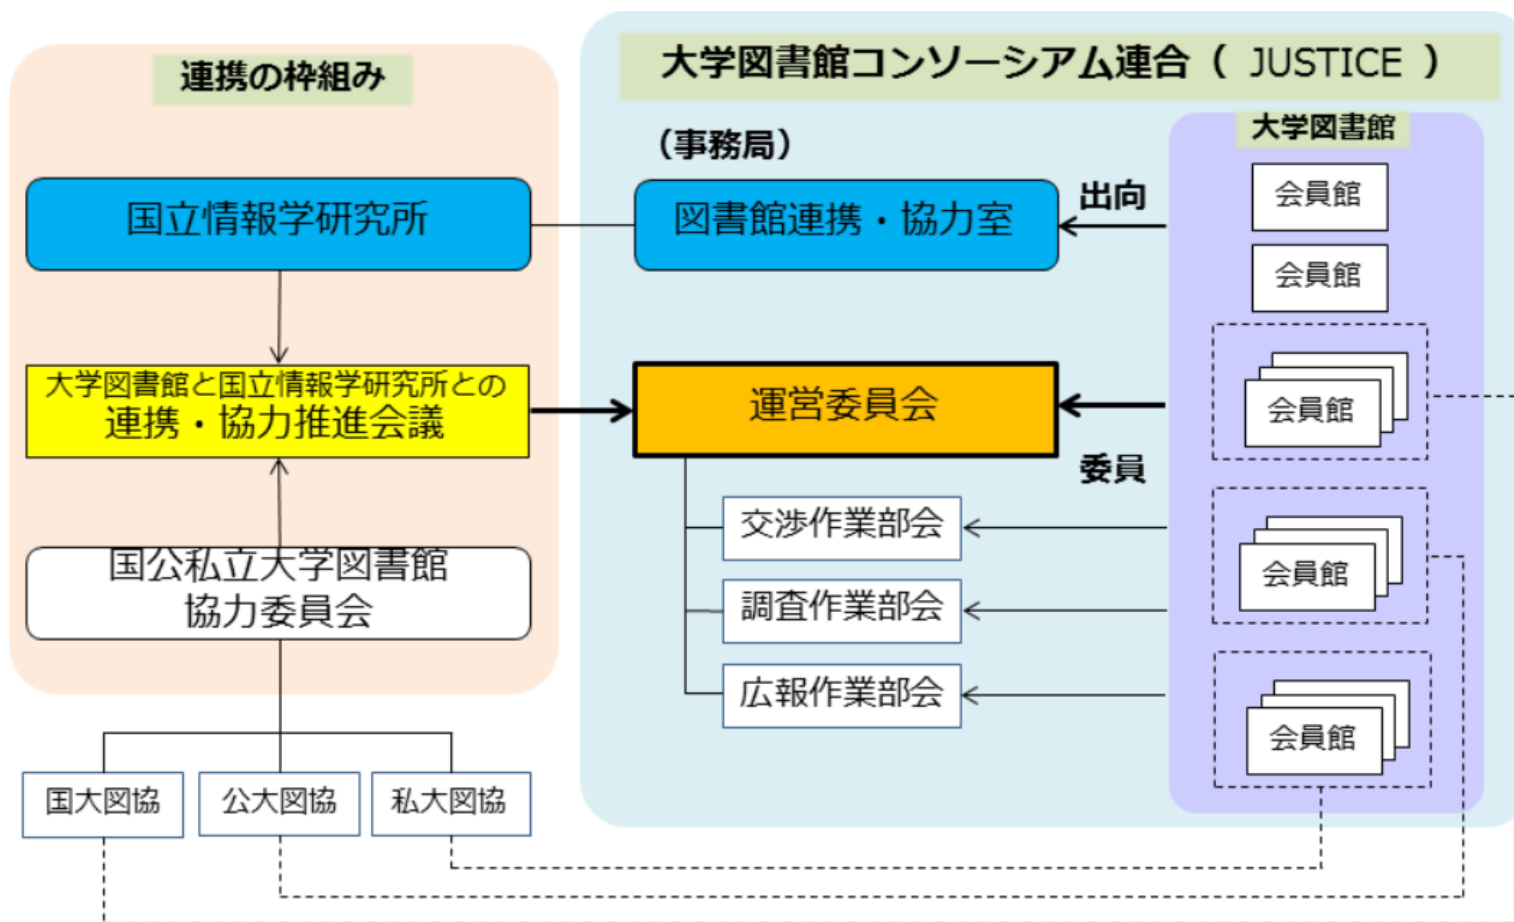 連携の枠組み
国立情報学研究所
大学図書館と国立情報学研究所との
連携・協力推進会議
国公私立大学図書館
協力委員会
国大図協
公大図協
私大図協
大学図書館コンソーシアム連合（ JUSTICE ）
（事務局）
図書館連携・協力室
出向
運営委員会
委員
交渉作業部会
調査作業部会
広報作業部会
大学図書館
会員館
会員館
会員館
会員館
会員館